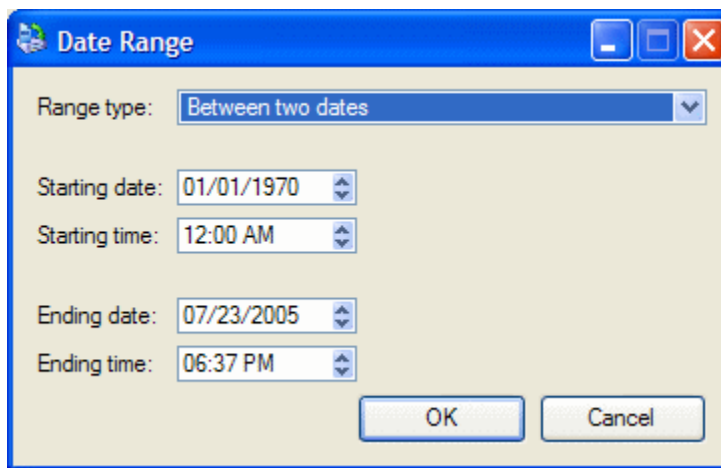 Date Range
Range type: Between two dates
Starting date: 01/01/1970
Starting time: 12:00 AM
Ending date: 07/23/2005
Ending time: 06:37 PM
OK Cancel